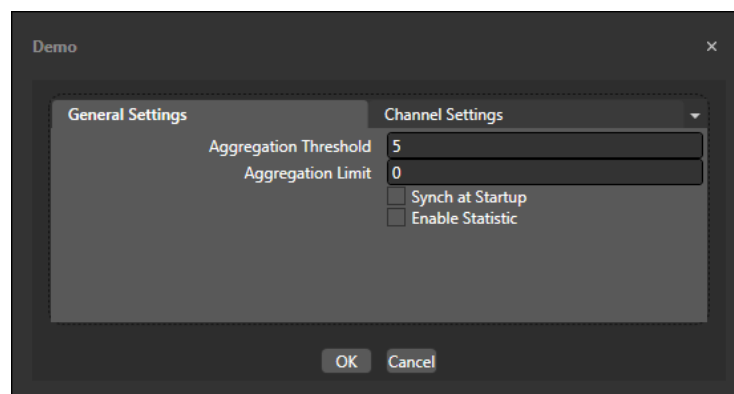 Demo
General Settings Channel Settings
Aggregation Threshold 5
Aggregation Limit 0
Synch at Startup
Enable Statistic
OK Cancel